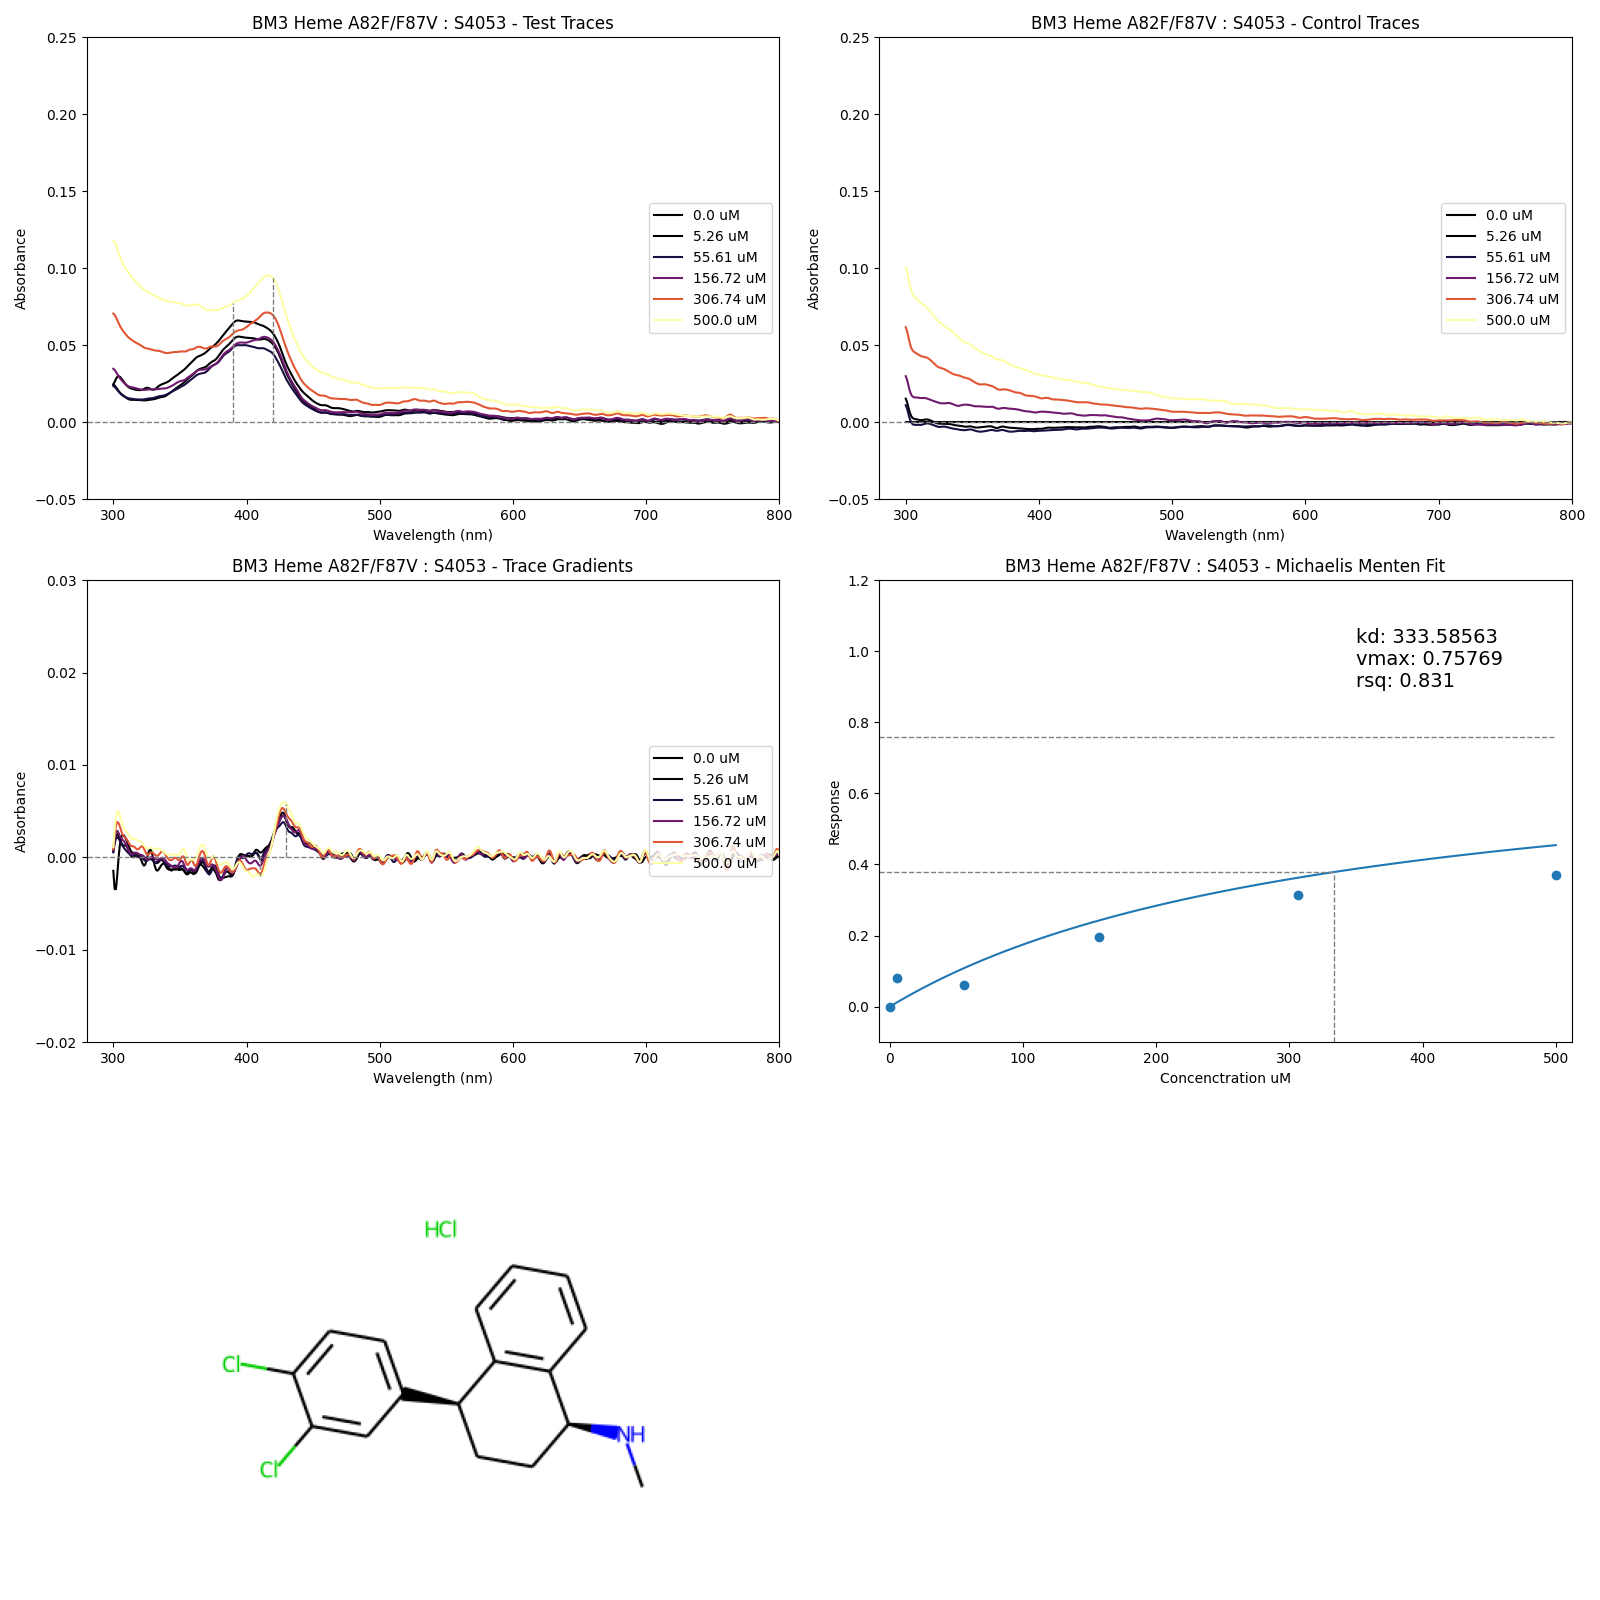 BM3 Heme A82F/F87V : S4053 - Test Traces
0.25
0.20
0.15
0.10
0.05
0.00
−0.05
Absorbance
300 400 500 600 700 800
Wavelength (nm)
0.0 uM
5.26 uM
55.61 uM
156.72 uM
306.74 uM
500.0 uM
BM3 Heme A82F/F87V : S4053 - Control Traces
0.25
0.20
0.15
0.10
0.05
0.00
−0.05
Absorbance
300 400 500 600 700 800
Wavelength (nm)
0.0 uM
5.26 uM
55.61 uM
156.72 uM
306.74 uM
500.0 uM
BM3 Heme A82F/F87V : S4053 - Trace Gradients
0.03
0.02
0.01
0.00
−0.01
−0.02
Absorbance
300 400 500 600 700 800
Wavelength (nm)
0.0 uM
5.26 uM
55.61 uM
156.72 uM
306.74 uM
500.0 uM
BM3 Heme A82F/F87V : S4053 - Michaelis Menten Fit
1.2
1.0
0.8
0.6
0.4
0.2
0.0
Response
0 100 200 300 400 500
Concenctration uM
kd: 333.58563
vmax: 0.75769
rsq: 0.831
HCl
Cl
Cl
NH